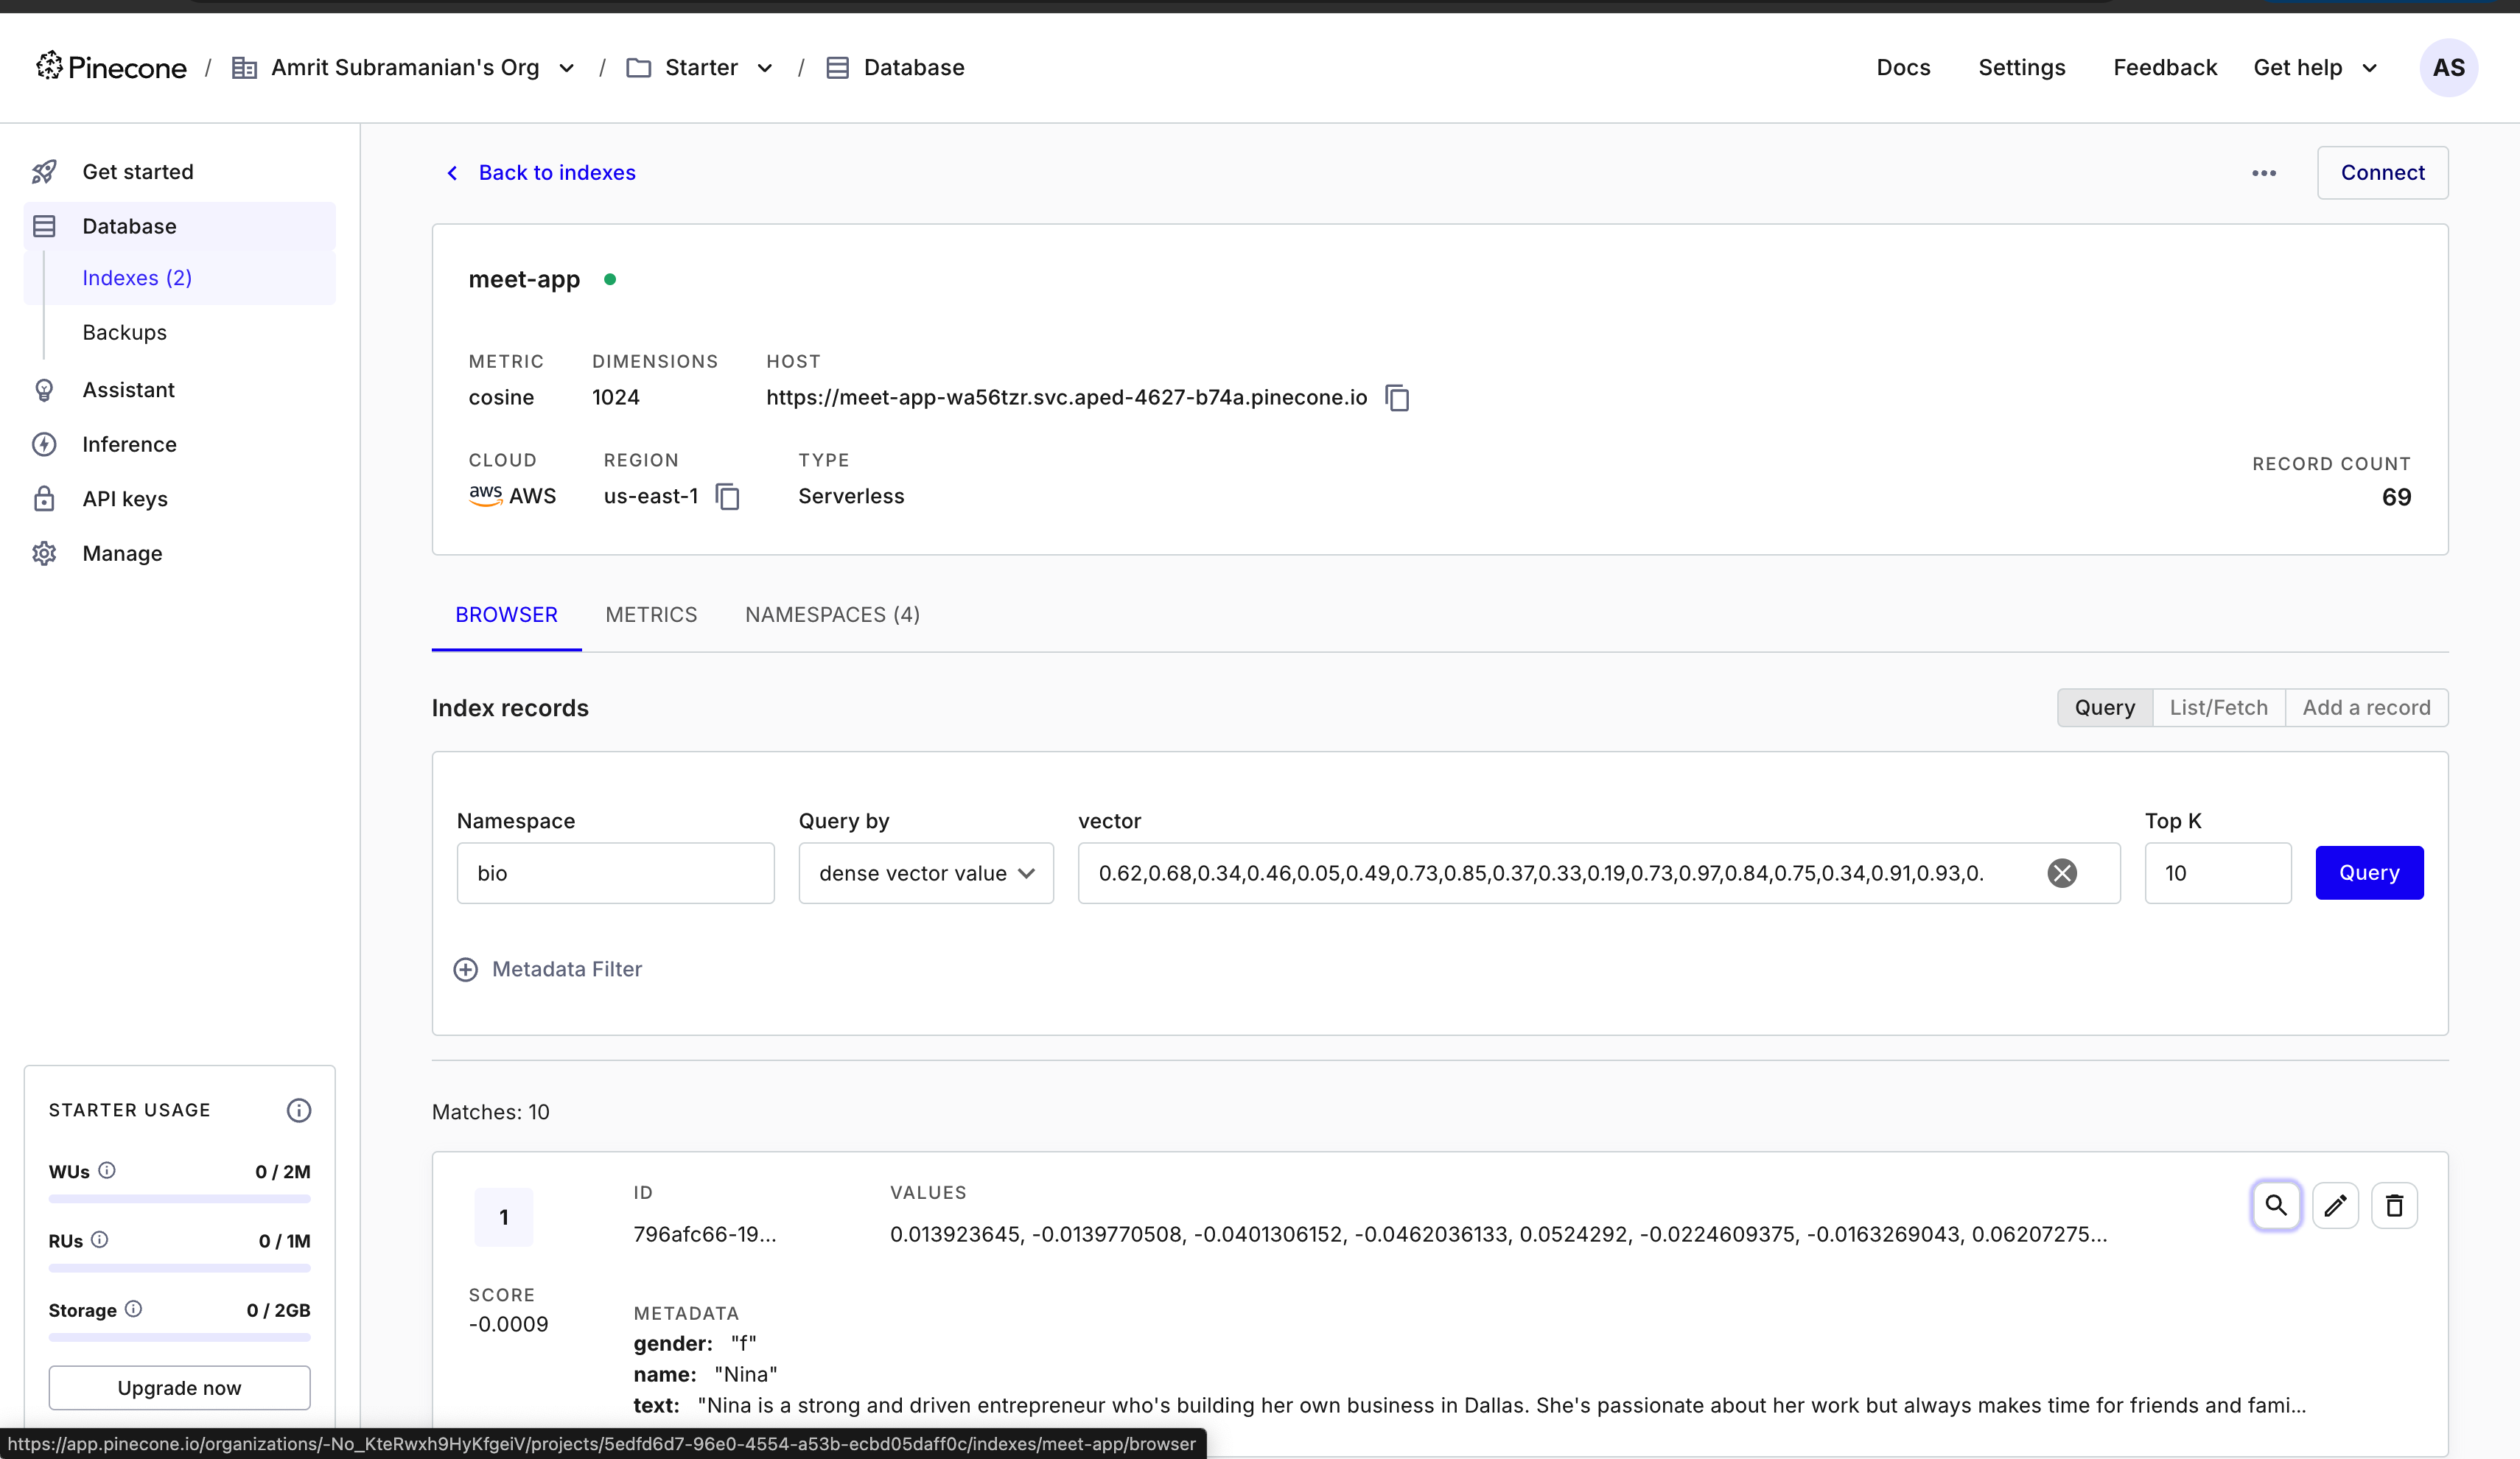 Pinecone / Amrit Subramanian's Org / Starter / Database
Docs Settings Feedback Get help AS
Get started
Database
Indexes (2)
Backups
Assistant
Inference
API keys
Manage
STARTER USAGE
WUs 0 / 2M
RUs 0 / 1M
Storage 0 / 2GB
Upgrade now
Back to indexes
Connect
meet-app
METRIC DIMENSIONS HOST
cosine 1024 https://meet-app-wa56tzr.svc.aped-4627-b74a.pinecone.io
CLOUD REGION TYPE RECORD COUNT
aws AWS us-east-1 Serverless 69
BROWSER METRICS NAMESPACES (4)
Index records
Query List/Fetch Add a record
Namespace Query by vector Top K
bio dense vector value 0.62,0.68,0.34,0.46,0.05,0.49,0.73,0.85,0.37,0.33,0.19,0.73,0.97,0.84,0.75,0.34,0.91,0.93,0. 10 Query
Metadata Filter
Matches: 10
1
ID VALUES
796afc66-19... 0.013923645, -0.0139770508, -0.0401306152, -0.0462036133, 0.0524292, -0.0224609375, -0.0163269043, 0.06207275...
SCORE
-0.0009
METADATA
gender: "f"
name: "Nina"
text: "Nina is a strong and driven entrepreneur who's building her own business in Dallas. She's passionate about her work but always makes time for friends and fami...
https://app.pinecone.io/organizations/-No_KteRwxh9HyKfgeiV/projects/5edfd6d7-96e0-4554-a53b-ecbd05daff0c/indexes/meet-app/browser